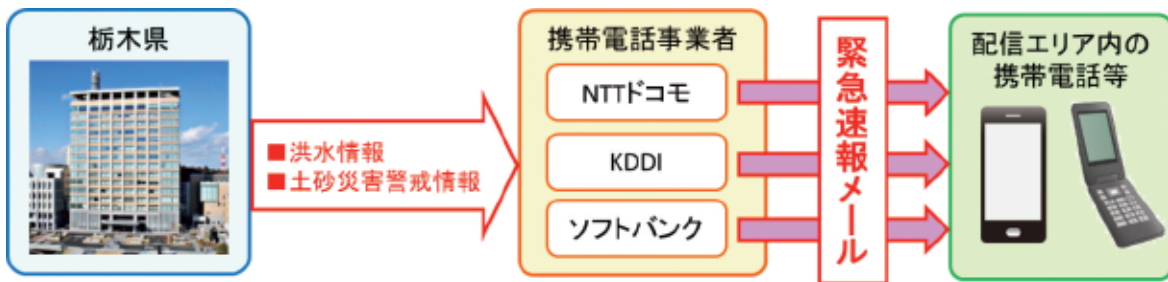 栃木県
■洪水情報
■土砂災害警戒情報
携帯電話事業者
NTTドコモ
KDDI
ソフトバンク
緊急速報メール
配信エリア内の
携帯電話等